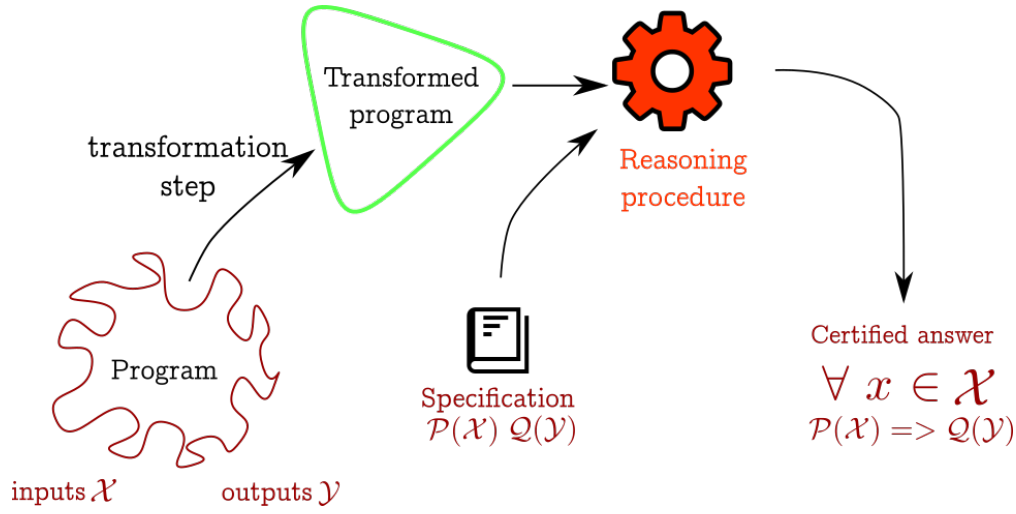 Transformed
program
transformation
step
Reasoning
procedure
Program
Specification
𝒫(𝒳) 𝒬(𝒴)
Certified answer
∀ x ∈ 𝒳
𝒫(𝒳) => 𝒬(𝒴)
inputs 𝒳
outputs 𝒴